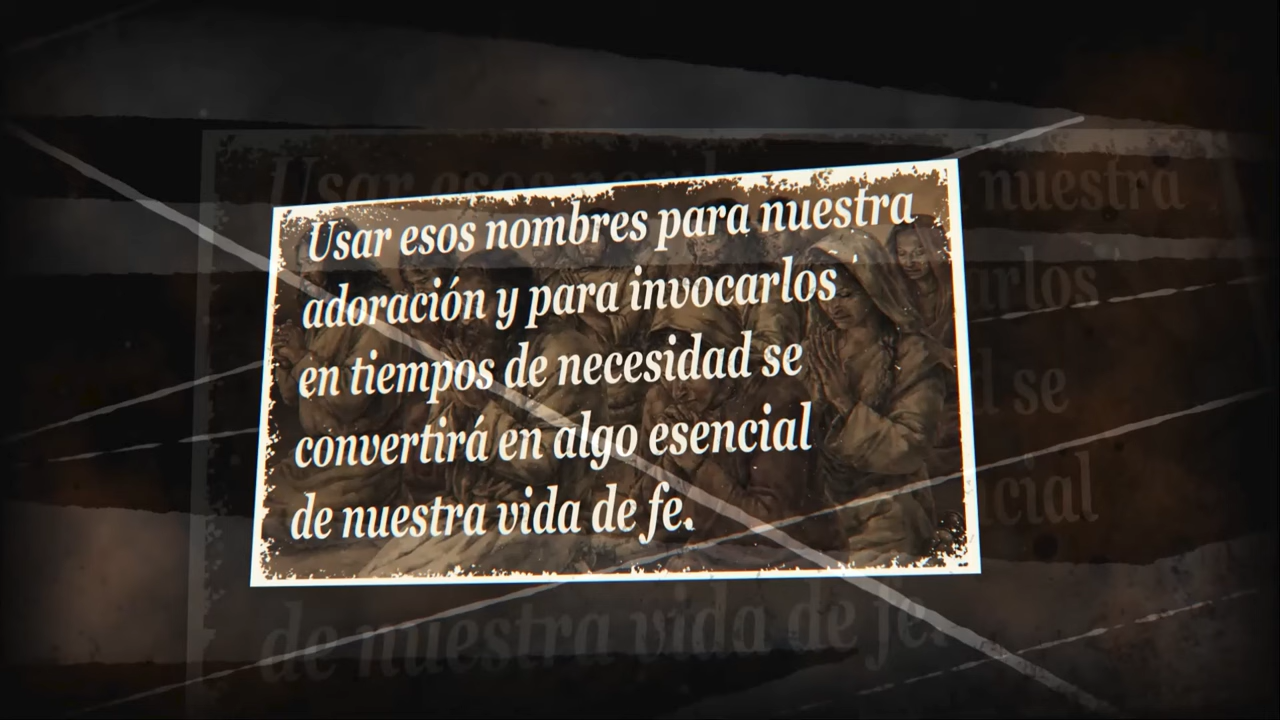 Usar esos nombres para nuestra
adoración y para invocarlos
en tiempos de necesidad se
convertirá en algo esencial
de nuestra vida de fe.